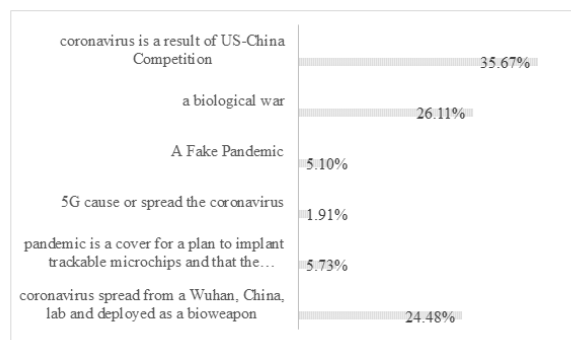 coronavirus is a result of US-China
Competition
35.67%
a biological war
26.11%
A Fake Pandemic
5.10%
5G cause or spread the coronavirus
1.91%
pandemic is a cover for a plan to implant
trackable microchips and that the…
5.73%
coronavirus spread from a Wuhan, China,
lab and deployed as a bioweapon
24.48%